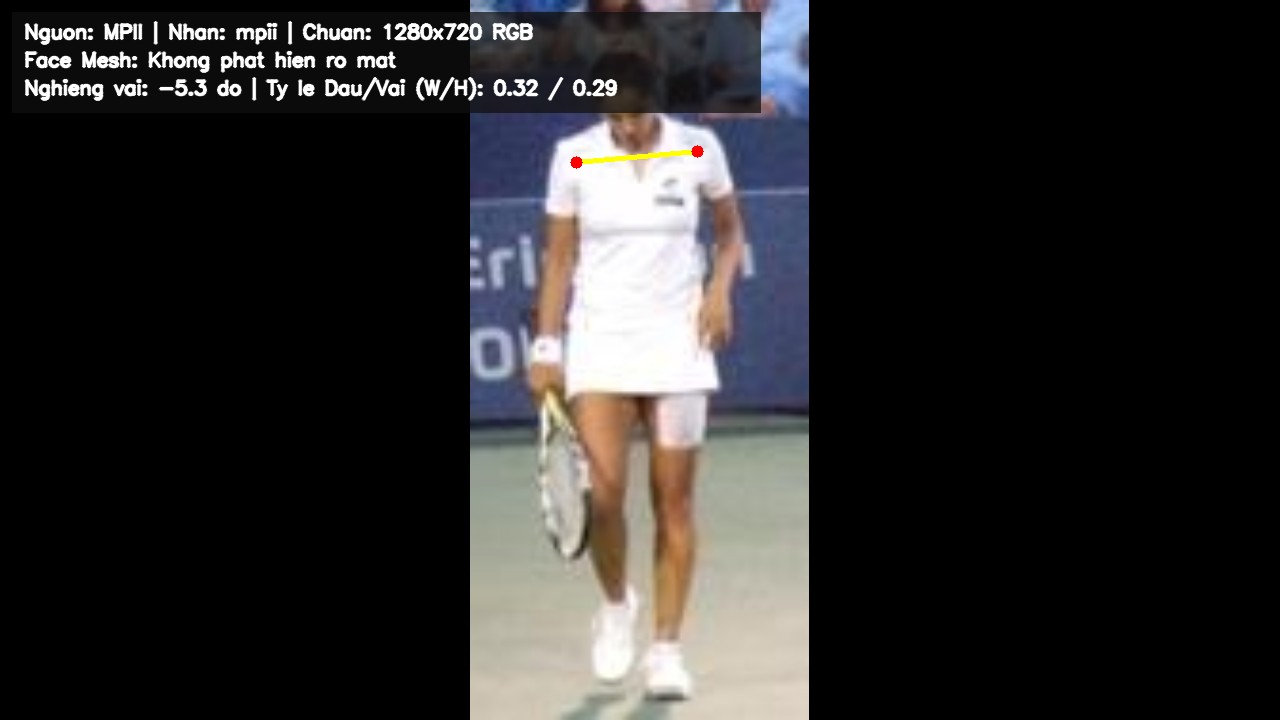 Nguon: MPII | Nhan: mpii | Chuan: 1280x720 RGB
Face Mesh: Khong phat hien ro mat
Nghieng vai: -5.3 do | Ty le Dau/Vai (W/H): 0.32 / 0.29
Eri